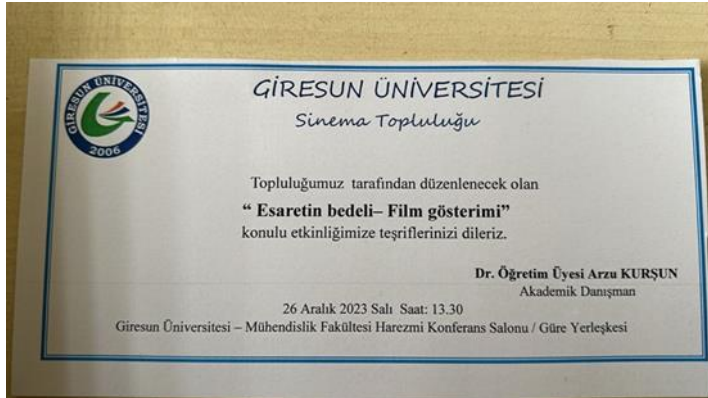 GİRESUN ÜNİVERSİTESİ
2006
GİRESUN ÜNİVERSİTESİ
Sinema Topluluğu
Topluluğumuz tarafından düzenlenecek olan
“ Esaretin bedeli– Film gösterimi”
konulu etkinliğimize teşriflerinizi dileriz.
Dr. Öğretim Üyesi Arzu KURŞUN
Akademik Danışman
26 Aralık 2023 Salı Saat: 13.30
Giresun Üniversitesi – Mühendislik Fakültesi Harezmi Konferans Salonu / Güre Yerleşkesi